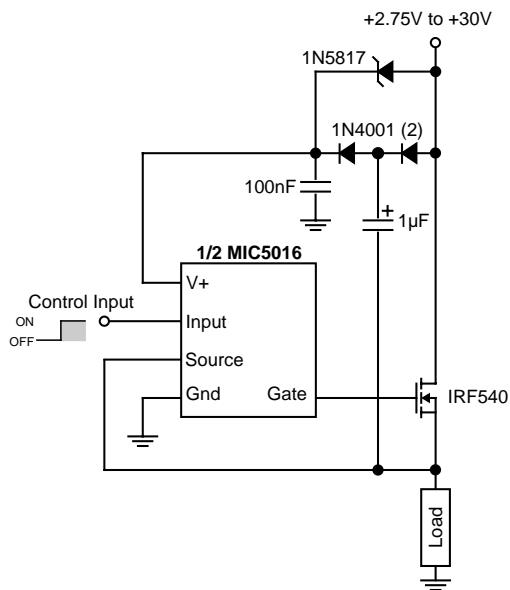 +2.75V to +30V
1N5817
1N4001 (2)
100nF
+
1µF
1/2 MIC5016
V+
Control Input
ON
OFF
Input
Source
Gnd
Gate
IRF540
Load